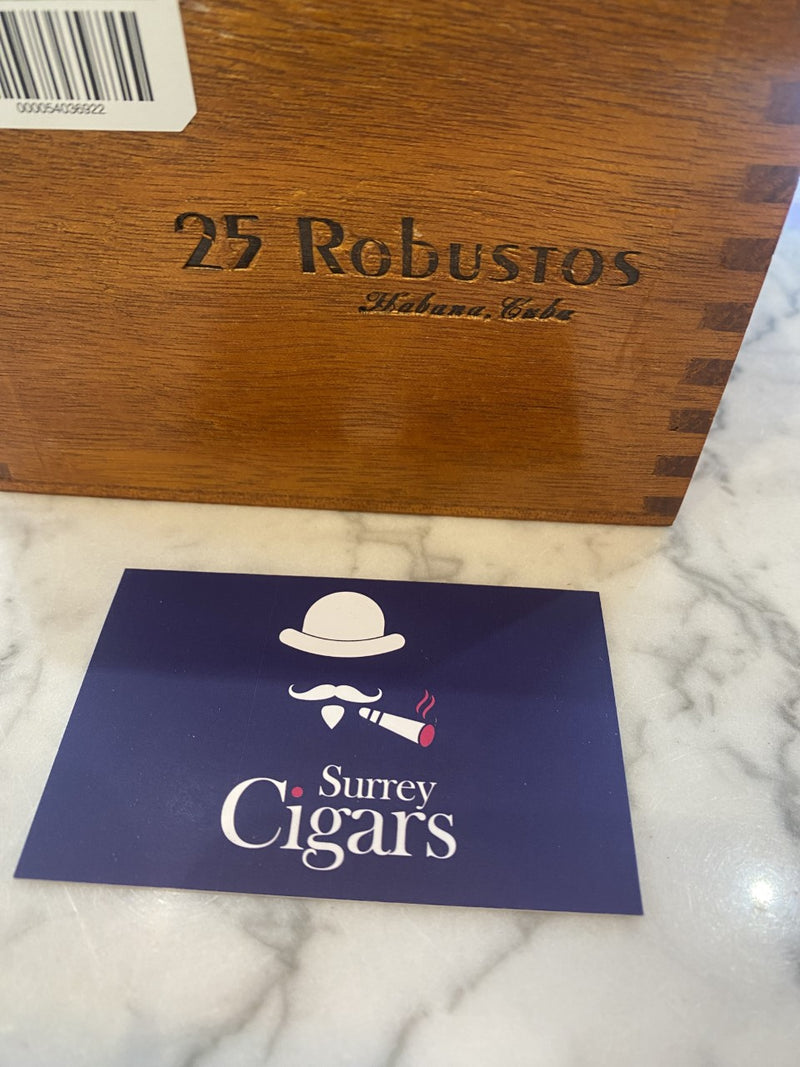 000054036922
25 Robustos
Habana, Cuba
Surrey
Cigars